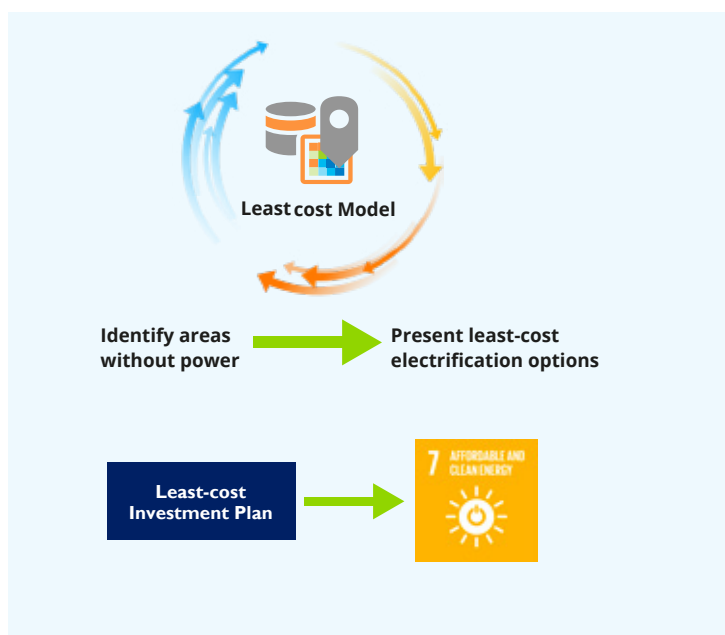 Least cost Model
Identify areas
without power
Present least-cost
electrification options
Least-cost
Investment Plan
7 AFFORDABLE AND
CLEAN ENERGY